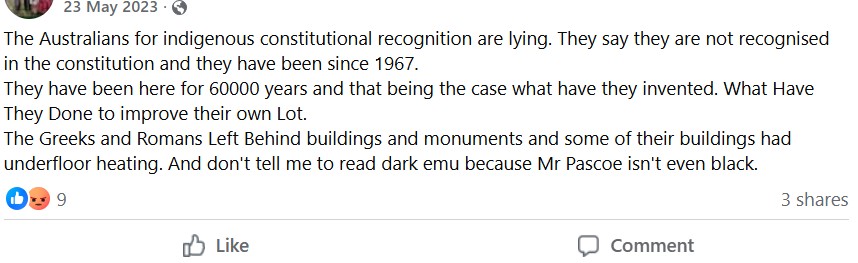 23 May 2023 ·
The Australians for indigenous constitutional recognition are lying. They say they are not recognised
in the constitution and they have been since 1967.
They have been here for 60000 years and that being the case what have they invented. What Have
They Done to improve their own Lot.
The Greeks and Romans Left Behind buildings and monuments and some of their buildings had
underfloor heating. And don't tell me to read dark emu because Mr Pascoe isn't even black.
9 3 shares
Like Comment